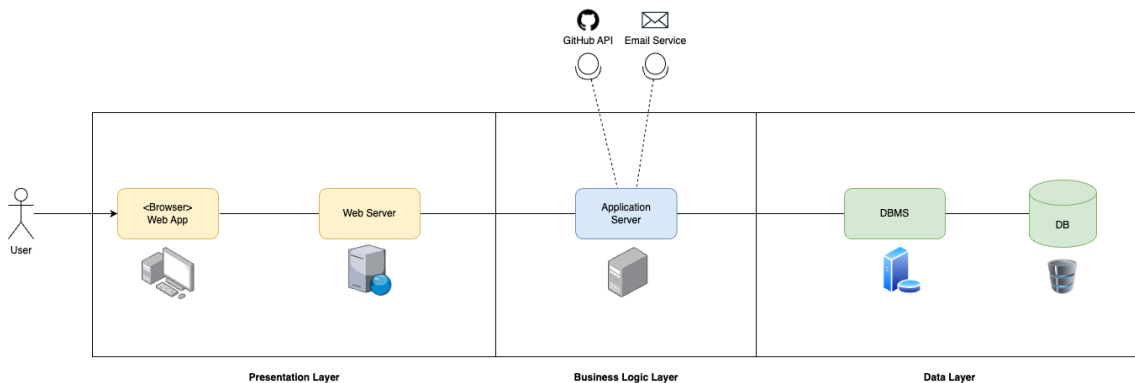 GitHub API
Email Service
<Browser>
Web App
Web Server
Application
Server
DBMS
DB
User
Presentation Layer
Business Logic Layer
Data Layer